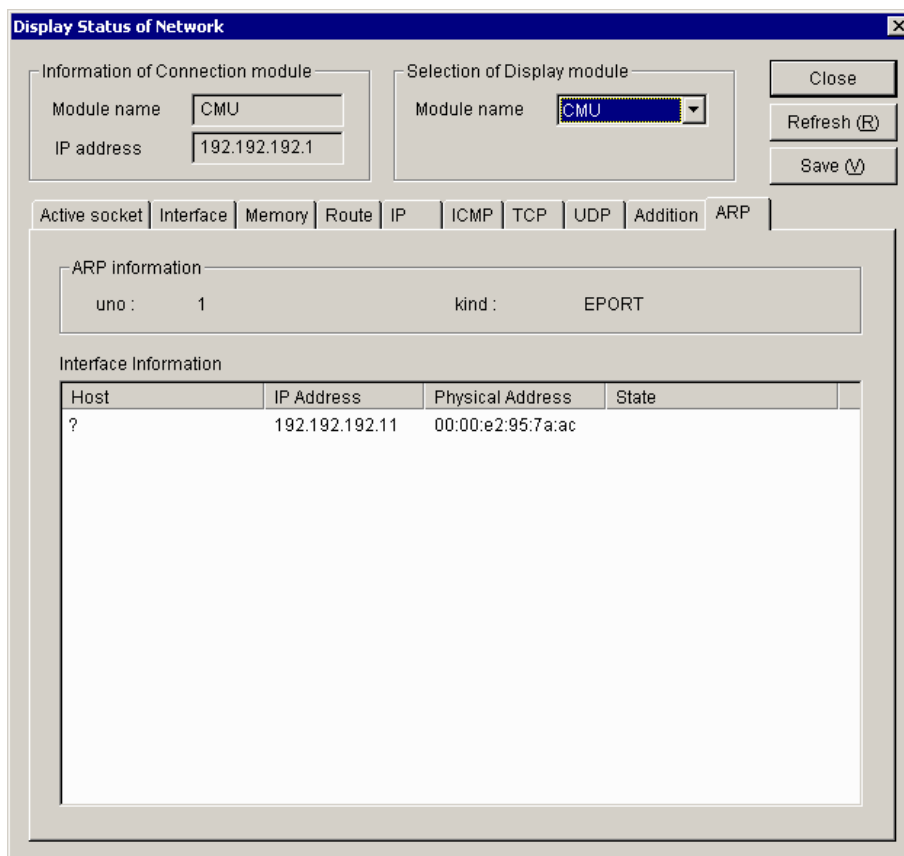 Display Status of Network
Information of Connection module
Module name CMU
IP address 192.192.192.1
Selection of Display module
Module name CMU
Close
Refresh (R)
Save (V)
Active socket Interface Memory Route IP ICMP TCP UDP Addition ARP
ARP information
uno : 1 kind : EPORT
Interface Information
Host IP Address Physical Address State
? 192.192.192.11 00:00:e2:95:7a:ac